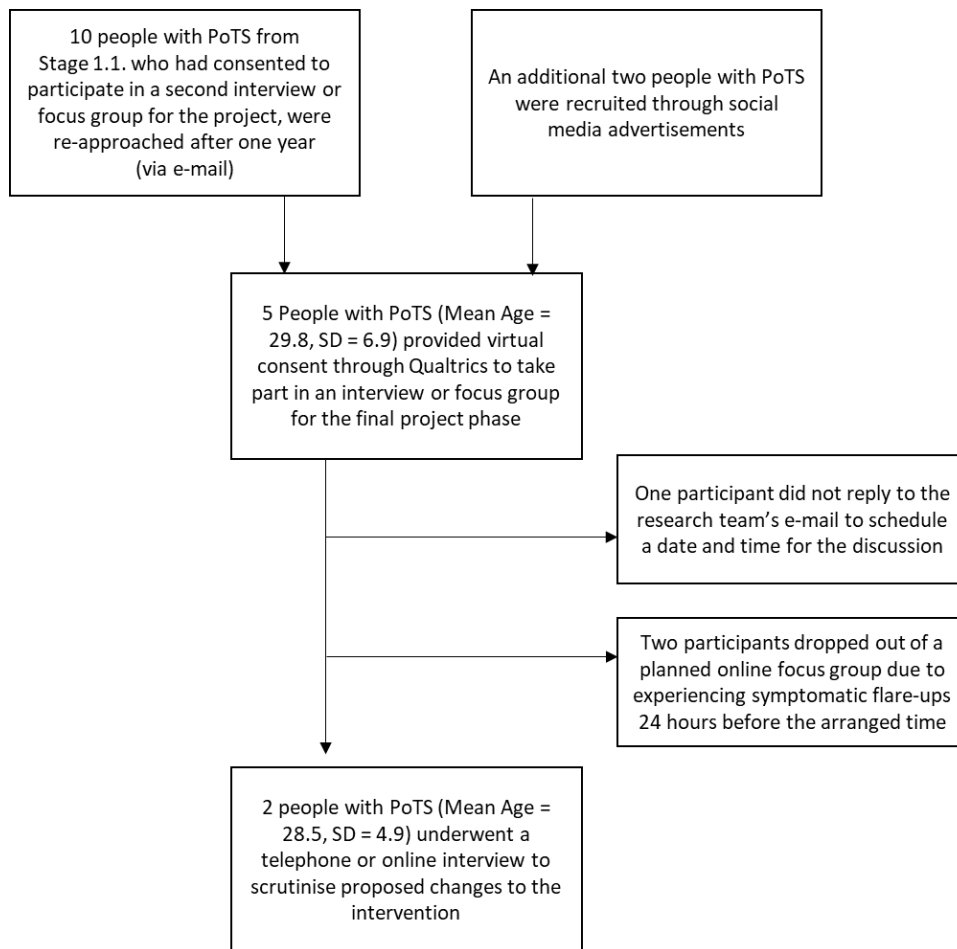 10 people with PoTS from
Stage 1.1. who had consented to
participate in a second interview or
focus group for the project, were
re-approached after one year
(via e-mail)
An additional two people with PoTS
were recruited through social
media advertisements
5 People with PoTS (Mean Age =
29.8, SD = 6.9) provided virtual
consent through Qualtrics to take
part in an interview or focus group
for the final project phase
One participant did not reply to the
research team’s e-mail to schedule
a date and time for the discussion
Two participants dropped out of a
planned online focus group due to
experiencing symptomatic flare-ups
24 hours before the arranged time
2 people with PoTS (Mean Age =
28.5, SD = 4.9) underwent a
telephone or online interview to
scrutinise proposed changes to the
intervention